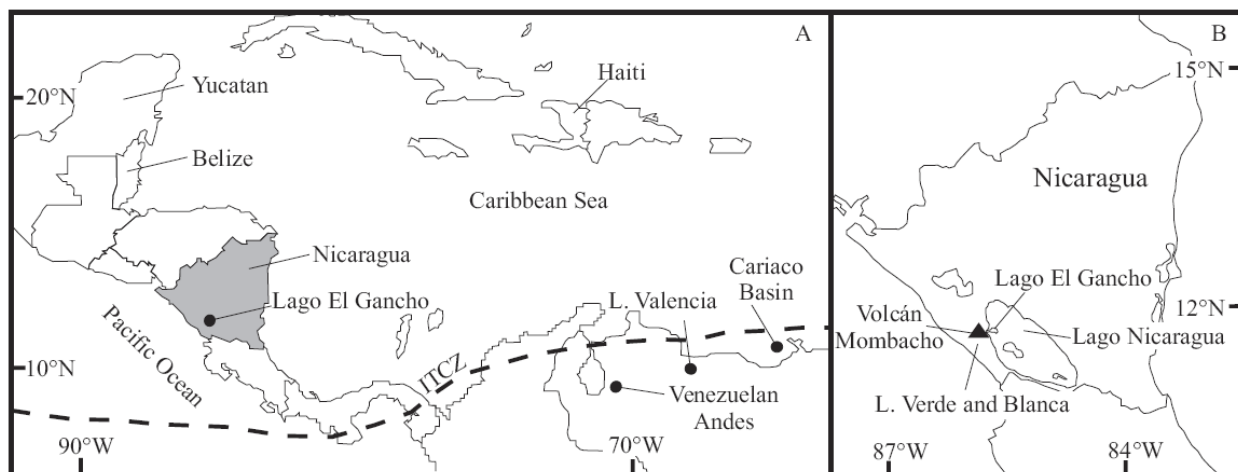 A
20°N
Yucatan
Haiti
Belize
Caribbean Sea
Nicaragua
Lago El Gancho
Cariaco
Basin
L. Valencia
Pacific Ocean
10°N
ITCZ
Venezuelan
Andes
90°W
70°W
B
15°N
Nicaragua
Lago El Gancho
12°N
Volcán
Mombacho
Lago Nicaragua
L. Verde and Blanca
87°W
84°W